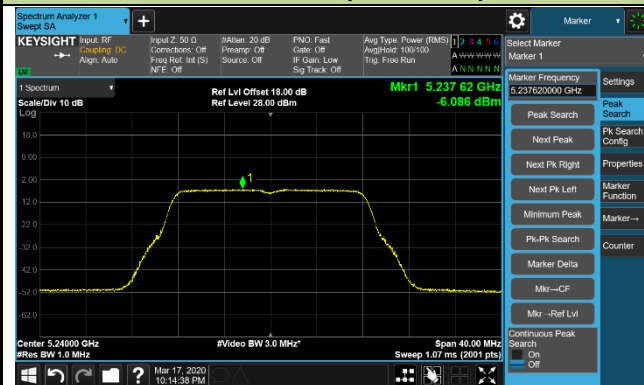 Spectrum Analyzer 1
Swept SA
+
Marker
KEYSIGHT
Input: RF
Coupling: DC
Align: Auto
Input Z: 50 Ω
Corrections: Off
Freq Ref: Int (S)
NFE: Off
#Atten: 20 dB
Preamp: Off
Source: Off
PNO: Fast
Gate: Off
IF Gain: Low
Sig Track: Off
Avg Type: Power (RMS)
Avg|Hold: 100/100
Trig: Free Run
1 2 3 4 5 6
A W W W W W
A N N N N N
LXI
Select Marker
Marker 1
1 Spectrum
Scale/Div 10 dB
Log
Ref Lvl Offset 18.00 dB
Ref Level 28.00 dBm
Mkr1 5.237 62 GHz
-6.086 dBm
1
18.0
8.00
-2.00
-12.0
-22.0
-32.0
-42.0
-52.0
-62.0
Center 5.24000 GHz
#Res BW 1.0 MHz
#Video BW 3.0 MHz*
Span 40.00 MHz
Sweep 1.07 ms (2001 pts)
Marker Frequency
5.237620000 GHz
Peak Search
Next Peak
Next Pk Right
Next Pk Left
Minimum Peak
Pk-Pk Search
Marker Delta
Mkr→CF
Mkr→Ref Lvl
Continuous Peak
Search
On
Off
Settings
Peak
Search
Pk Search
Config
Properties
Marker
Function
Marker→
Counter
?
Mar 17, 2020
10:14:38 PM